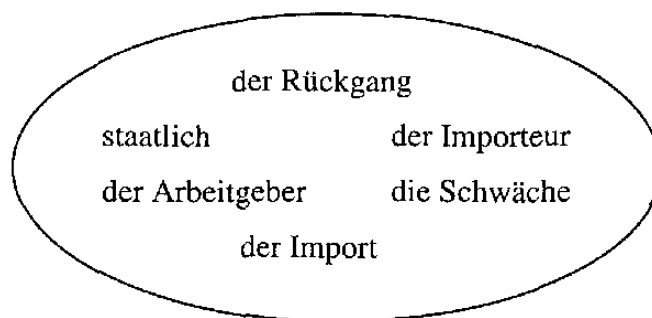 der Rückgang
staatlich der Importeur
der Arbeitgeber die Schwäche
der Import